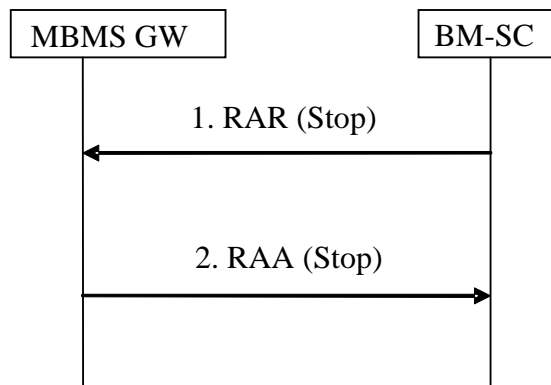 MBMS GW
BM-SC
1. RAR (Stop)
2. RAA (Stop)